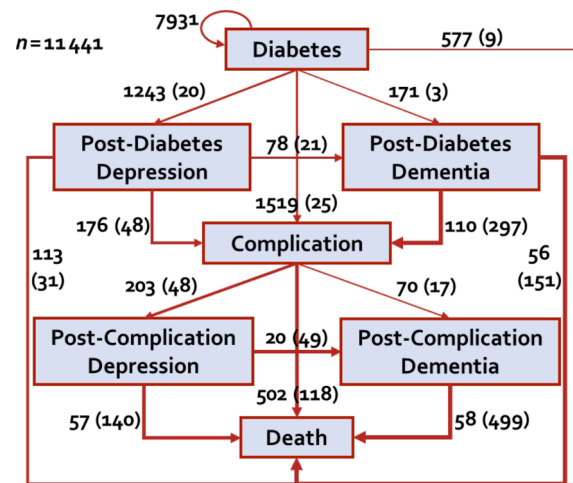 7931
n=11 441
Diabetes
577 (9)
1243 (20)
171 (3)
Post-Diabetes
Depression
78 (21)
Post-Diabetes
Dementia
1519 (25)
176 (48)
Complication
110 (297)
113
(31)
56
(151)
203 (48)
70 (17)
Post-Complication
Depression
20 (49)
Post-Complication
Dementia
502 (118)
57 (140)
Death
58 (499)